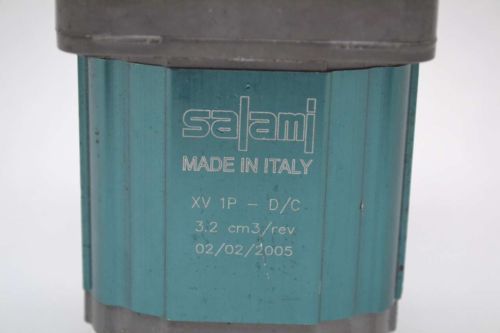 salami
MADE IN ITALY
XV 1P - D/C
3.2 cm3/rev
02/02/2005